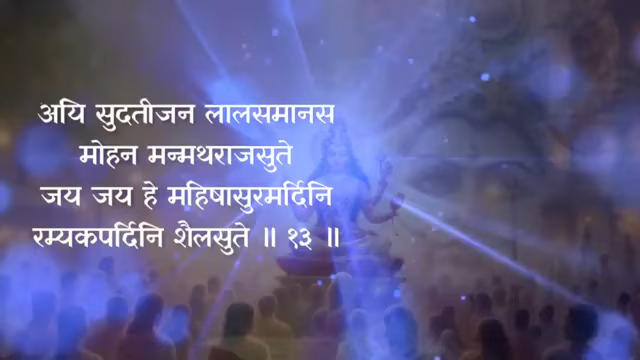 अयि सुदतीजन लालसमानस
मोहन मन्मथराजसुते
जय जय हे महिषासुरमर्दिनि
रम्यकपर्दिनि शैलसुते ॥ १३ ॥